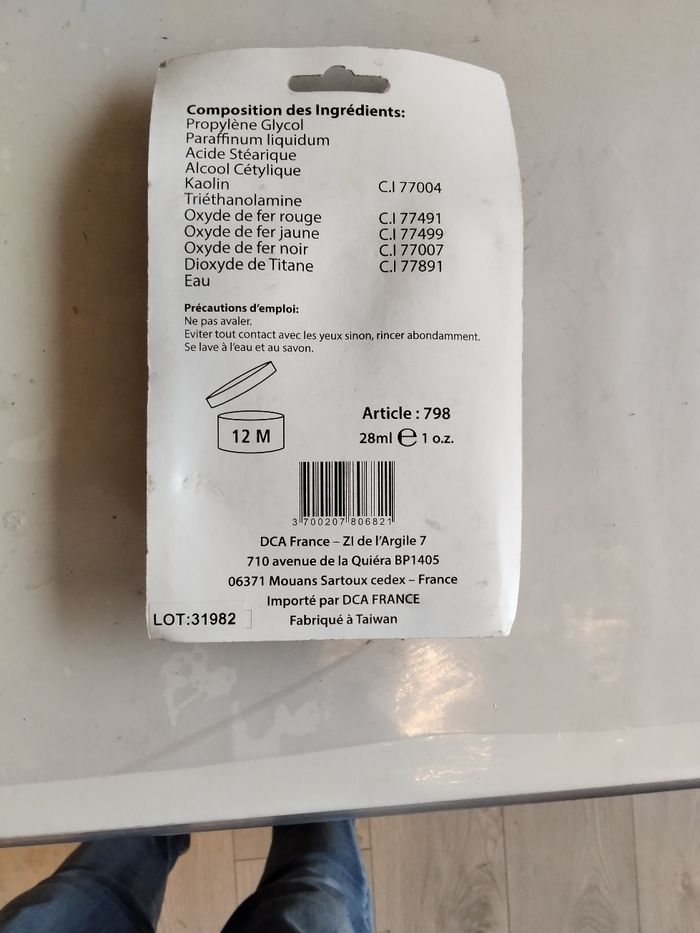 Composition des Ingrédients:
Propylène Glycol
Paraffinum liquidum
Acide Stéarique
Alcool Cétylique
Kaolin C.I 77004
Triéthanolamine
Oxyde de fer rouge C.I 77491
Oxyde de fer jaune C.I 77499
Oxyde de fer noir C.I 77007
Dioxyde de Titane C.I 77891
Eau
Précautions d'emploi:
Ne pas avaler.
Eviter tout contact avec les yeux sinon, rincer abondamment.
Se lave à l'eau et au savon.
12 M
Article : 798
28ml e 1 o.z.
3 700207 806821
DCA France – ZI de l'Argile 7
710 avenue de la Quiéra BP1405
06371 Mouans Sartoux cedex – France
Importé par DCA FRANCE
Fabriqué à Taiwan
LOT:31982